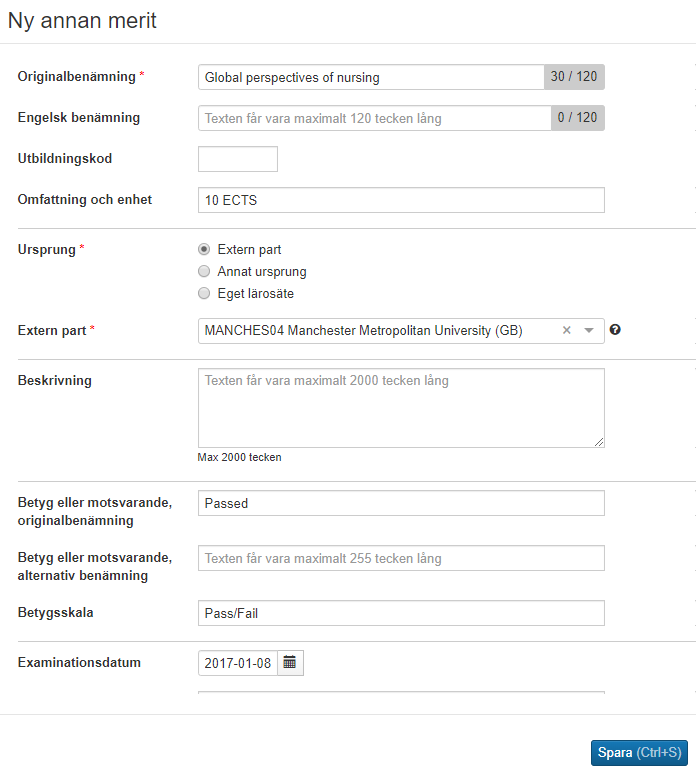 Ny annan merit
Originalbenämning *
Global perspectives of nursing
30 / 120
Engelsk benämning
Texten får vara maximalt 120 tecken lång
0 / 120
Utbildningskod
Omfattning och enhet
10 ECTS
Ursprung *
Extern part
Annat ursprung
Eget lärosäte
Extern part *
MANCHES04 Manchester Metropolitan University (GB)
Beskrivning
Texten får vara maximalt 2000 tecken lång
Max 2000 tecken
Betyg eller motsvarande,
originalbenämning
Passed
Betyg eller motsvarande,
alternativ benämning
Texten får vara maximalt 255 tecken lång
Betygsskala
Pass/Fail
Examinationsdatum
2017-01-08
Spara (Ctrl+S)